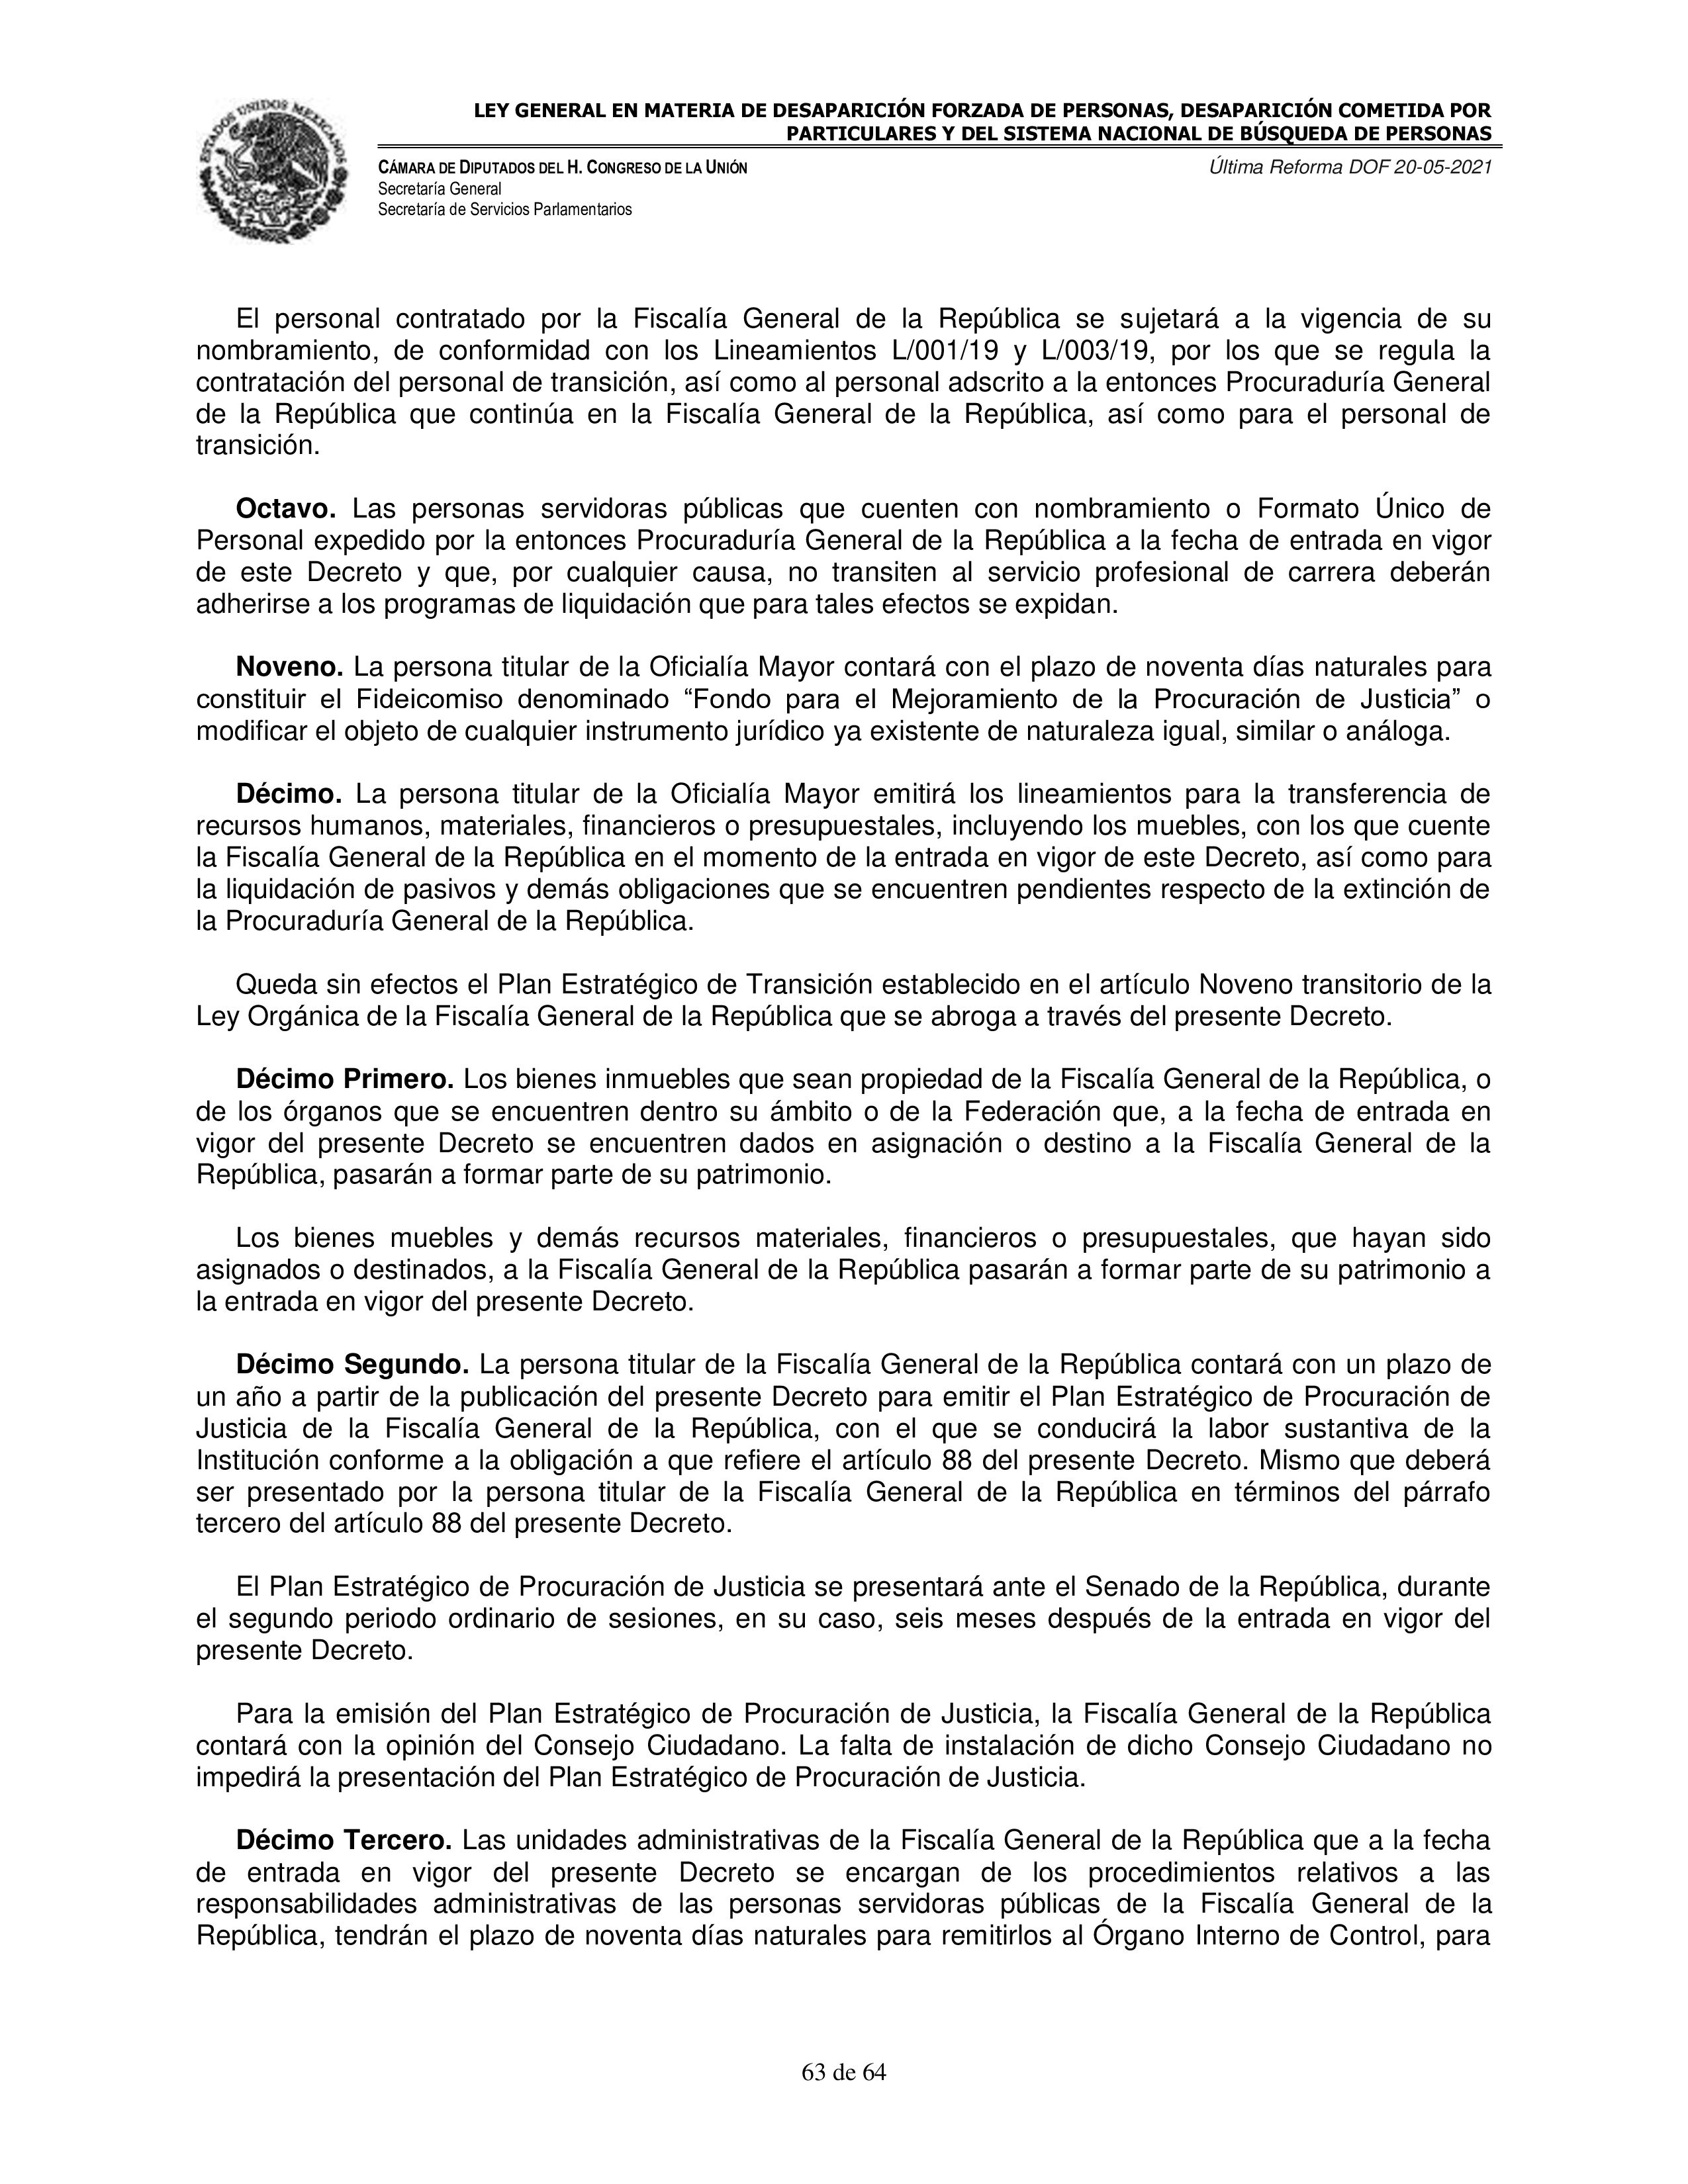 ESTADOS UNIDOS MEXICANOS
LEY GENERAL EN MATERIA DE DESAPARICIÓN FORZADA DE PERSONAS, DESAPARICIÓN COMETIDA POR
PARTICULARES Y DEL SISTEMA NACIONAL DE BÚSQUEDA DE PERSONAS
CÁMARA DE DIPUTADOS DEL H. CONGRESO DE LA UNIÓN
Última Reforma DOF 20-05-2021
Secretaría General
Secretaría de Servicios Parlamentarios
El personal contratado por la Fiscalía General de la República se sujetará a la vigencia de su
nombramiento, de conformidad con los Lineamientos L/001/19 y L/003/19, por los que se regula la
contratación del personal de transición, así como al personal adscrito a la entonces Procuraduría General
de la República que continúa en la Fiscalía General de la República, así como para el personal de
transición.
Octavo. Las personas servidoras públicas que cuenten con nombramiento o Formato Único de
Personal expedido por la entonces Procuraduría General de la República a la fecha de entrada en vigor
de este Decreto y que, por cualquier causa, no transiten al servicio profesional de carrera deberán
adherirse a los programas de liquidación que para tales efectos se expidan.
Noveno. La persona titular de la Oficialía Mayor contará con el plazo de noventa días naturales para
constituir el Fideicomiso denominado “Fondo para el Mejoramiento de la Procuración de Justicia” o
modificar el objeto de cualquier instrumento jurídico ya existente de naturaleza igual, similar o análoga.
Décimo. La persona titular de la Oficialía Mayor emitirá los lineamientos para la transferencia de
recursos humanos, materiales, financieros o presupuestales, incluyendo los muebles, con los que cuente
la Fiscalía General de la República en el momento de la entrada en vigor de este Decreto, así como para
la liquidación de pasivos y demás obligaciones que se encuentren pendientes respecto de la extinción de
la Procuraduría General de la República.
Queda sin efectos el Plan Estratégico de Transición establecido en el artículo Noveno transitorio de la
Ley Orgánica de la Fiscalía General de la República que se abroga a través del presente Decreto.
Décimo Primero. Los bienes inmuebles que sean propiedad de la Fiscalía General de la República, o
de los órganos que se encuentren dentro su ámbito o de la Federación que, a la fecha de entrada en
vigor del presente Decreto se encuentren dados en asignación o destino a la Fiscalía General de la
República, pasarán a formar parte de su patrimonio.
Los bienes muebles y demás recursos materiales, financieros o presupuestales, que hayan sido
asignados o destinados, a la Fiscalía General de la República pasarán a formar parte de su patrimonio a
la entrada en vigor del presente Decreto.
Décimo Segundo. La persona titular de la Fiscalía General de la República contará con un plazo de
un año a partir de la publicación del presente Decreto para emitir el Plan Estratégico de Procuración de
Justicia de la Fiscalía General de la República, con el que se conducirá la labor sustantiva de la
Institución conforme a la obligación a que refiere el artículo 88 del presente Decreto. Mismo que deberá
ser presentado por la persona titular de la Fiscalía General de la República en términos del párrafo
tercero del artículo 88 del presente Decreto.
El Plan Estratégico de Procuración de Justicia se presentará ante el Senado de la República, durante
el segundo periodo ordinario de sesiones, en su caso, seis meses después de la entrada en vigor del
presente Decreto.
Para la emisión del Plan Estratégico de Procuración de Justicia, la Fiscalía General de la República
contará con la opinión del Consejo Ciudadano. La falta de instalación de dicho Consejo Ciudadano no
impedirá la presentación del Plan Estratégico de Procuración de Justicia.
Décimo Tercero. Las unidades administrativas de la Fiscalía General de la República que a la fecha
de entrada en vigor del presente Decreto se encargan de los procedimientos relativos a las
responsabilidades administrativas de las personas servidoras públicas de la Fiscalía General de la
República, tendrán el plazo de noventa días naturales para remitirlos al Órgano Interno de Control, para
63 de 64